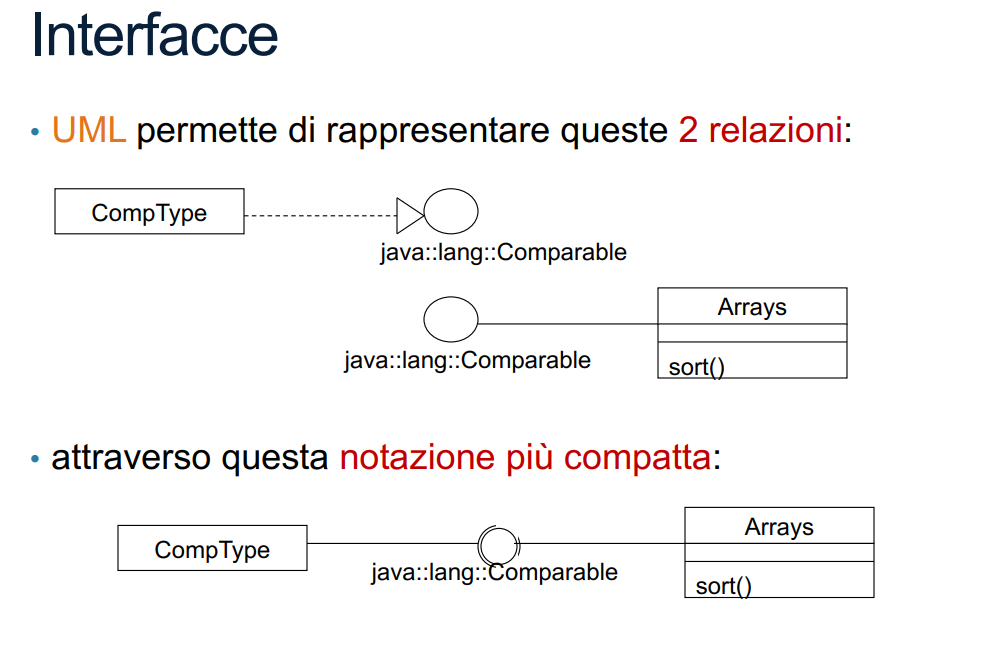 Interfacce
• UML permette di rappresentare queste 2 relazioni:
CompType
java::lang::Comparable
Arrays
java::lang::Comparable
sort()
• attraverso questa notazione più compatta:
Arrays
CompType
java::lang::Comparable
sort()